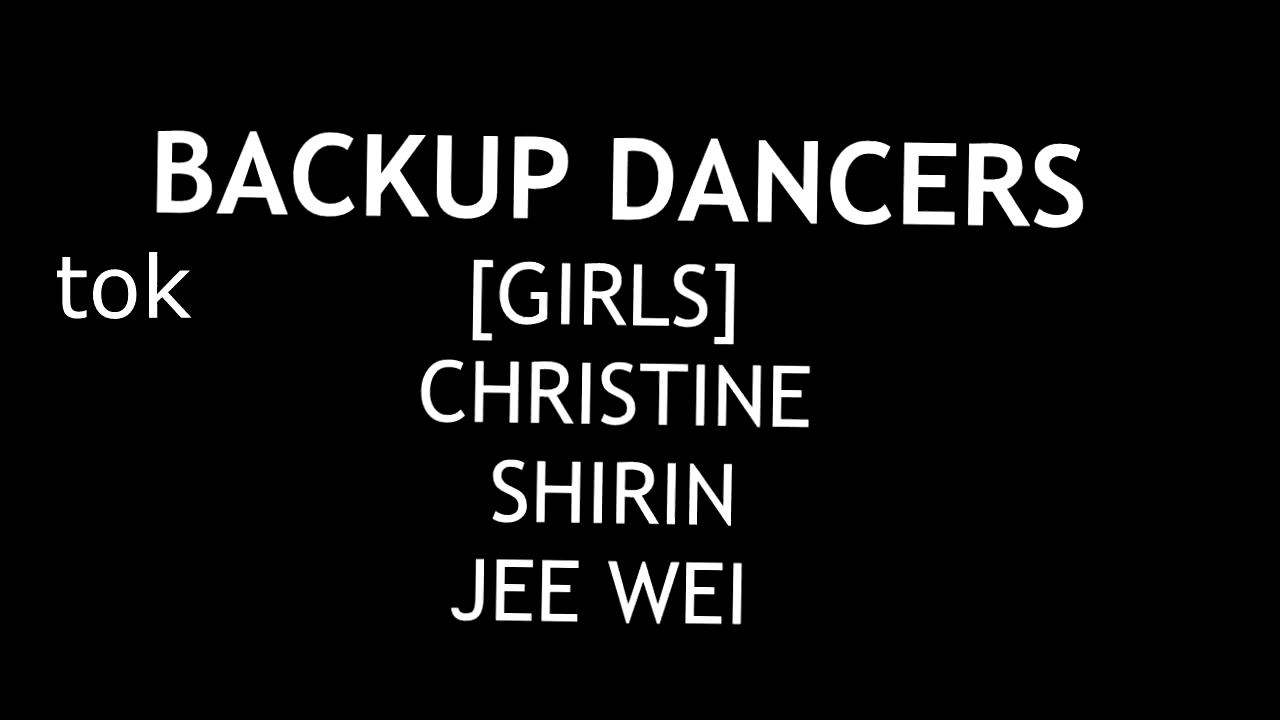 BACKUP DANCERS
tok
[GIRLS]
CHRISTINE
SHIRIN
JEE WEI